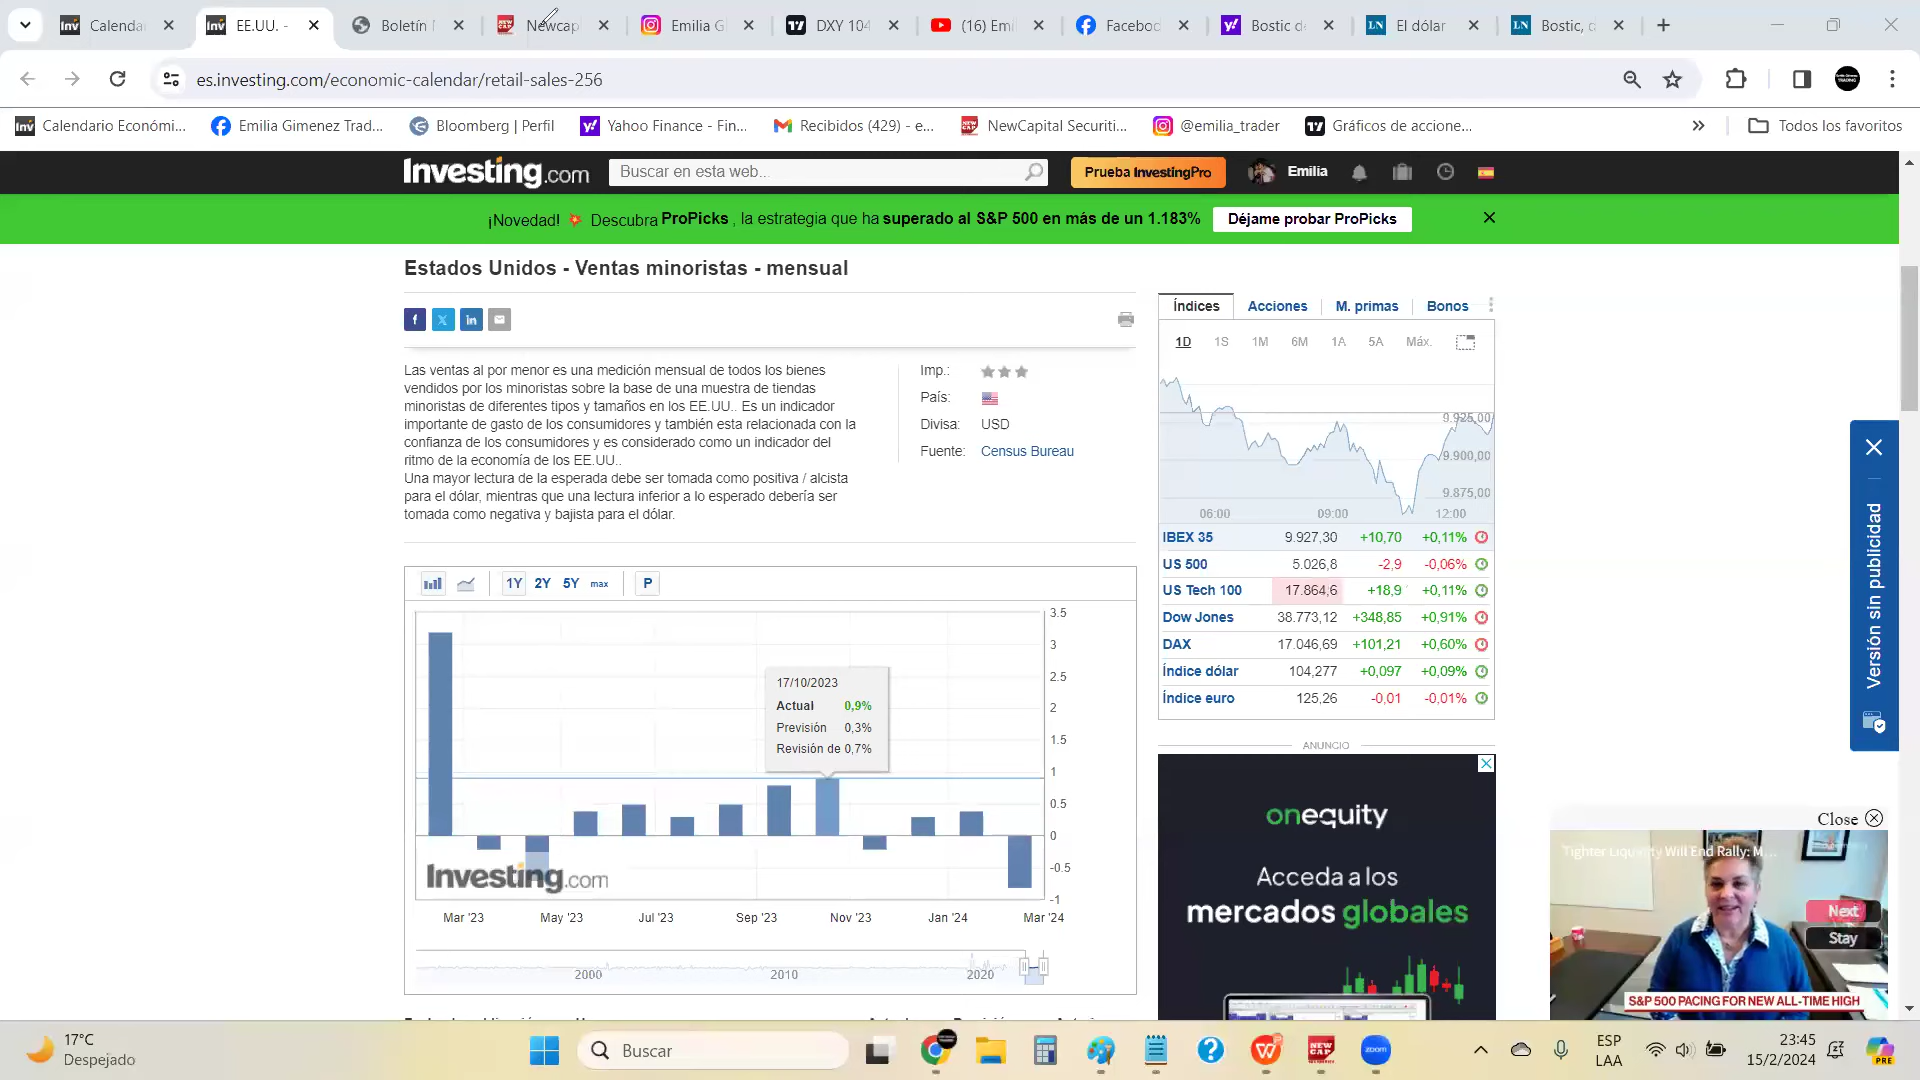 Calendar
EE.UU. -
Boletín
Newcap
Emilia G
DXY 104
(16) Emi
Faceboo
Bostic d
El dólar
Bostic,
es.investing.com/economic-calendar/retail-sales-256
Calendario Económi...
Emilia Gimenez Trad...
Bloomberg | Perfil
Yahoo Finance - Fin...
Recibidos (429) - e...
NewCapital Securiti...
@emilia_trader
Gráficos de accione...
Todos los favoritos
Investing.com
Buscar en esta web...
Prueba InvestingPro
Emilia
¡Novedad! 💥 Descubra ProPicks , la estrategia que ha superado al S&P 500 en más de un 1.183%
Déjame probar ProPicks
Estados Unidos - Ventas minoristas - mensual
Las ventas al por menor es una medición mensual de todos los bienes
vendidos por los minoristas sobre la base de una muestra de tiendas
minoristas de diferentes tipos y tamaños en los EE.UU.. Es un indicador
importante de gasto de los consumidores y también esta relacionada con la
confianza de los consumidores y es considerado como un indicador del
ritmo de la economía de los EE.UU..
Una mayor lectura de la esperada debe ser tomada como positiva / alcista
para el dólar, mientras que una lectura inferior a lo esperado debería ser
tomada como negativa y bajista para el dólar.
Imp.:
País:
Divisa: USD
Fuente: Census Bureau
1Y 2Y 5Y max P
3.5
3
2.5
2
1.5
1
0.5
0
-0.5
-1
17/10/2023
Actual 0,9%
Previsión 0,3%
Revisión de 0,7%
Investing.com
Mar '23 May '23 Jul '23 Sep '23 Nov '23 Jan '24 Mar '24
2000 2010 2020
Índices Acciones M. primas Bonos
1D 1S 1M 6M 1A 5A Máx.
9.925,00
9.900,00
9.875,00
06:00 09:00 12:00
IBEX 35 9.927,30 +10,70 +0,11%
US 500 5.026,8 -2,9 -0,06%
US Tech 100 17.864,6 +18,9 +0,11%
Dow Jones 38.773,12 +348,85 +0,91%
DAX 17.046,69 +101,21 +0,60%
Índice dólar 104,277 +0,097 +0,09%
Índice euro 125,26 -0,01 -0,01%
ANUNCIO
onequity
Acceda a los
mercados globales
Versión sin publicidad
Close
Tighter Liquidity Will End Rally: M...
Next
Stay
S&P 500 PACING FOR NEW ALL-TIME HIGH
17°C
Despejado
Buscar
NEW CAP
zoom
ESP
LAA
23:45
15/2/2024
PRE